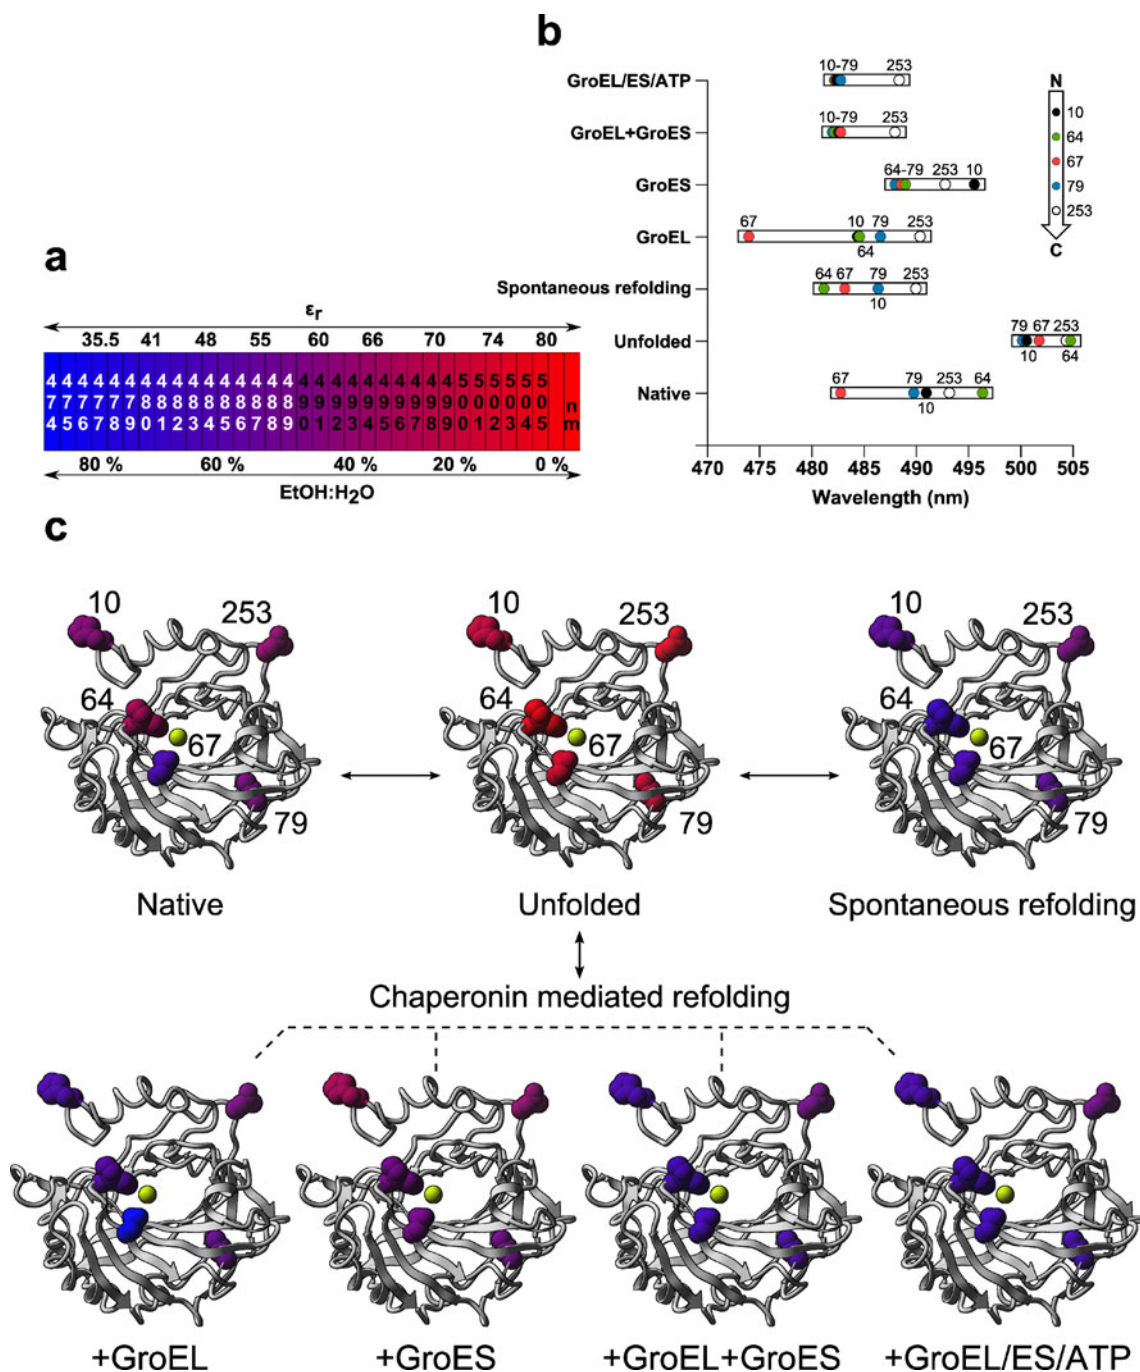 b
10-79 253
GroEL/ES/ATP
10-79 253
GroEL+GroES
64-79 253 10
GroES
67 10 79 253
GroEL
64
64 67 79 253
Spontaneous refolding
10
79 67 253
Unfolded
10 64
67 79 253 64
Native
10
470 475 480 485 490 495 500 505
Wavelength (nm)
N
10
64
67
79
253
C
a
εr
35.5 41 48 55 60 66 70 74 80
474 475 476 477 478 479 480 481 482 483 484 485 486 487 488 489 490 491 492 493 494 495 496 497 498 499 500 501 502 503 504 505 nm
80 % 60 % 40 % 20 % 0 %
EtOH:H2O
c
10 253
64
67
79
Native
10 253
64
67
79
Unfolded
10 253
64
67
79
Spontaneous refolding
Chaperonin mediated refolding
+GroEL
+GroES
+GroEL+GroES
+GroEL/ES/ATP